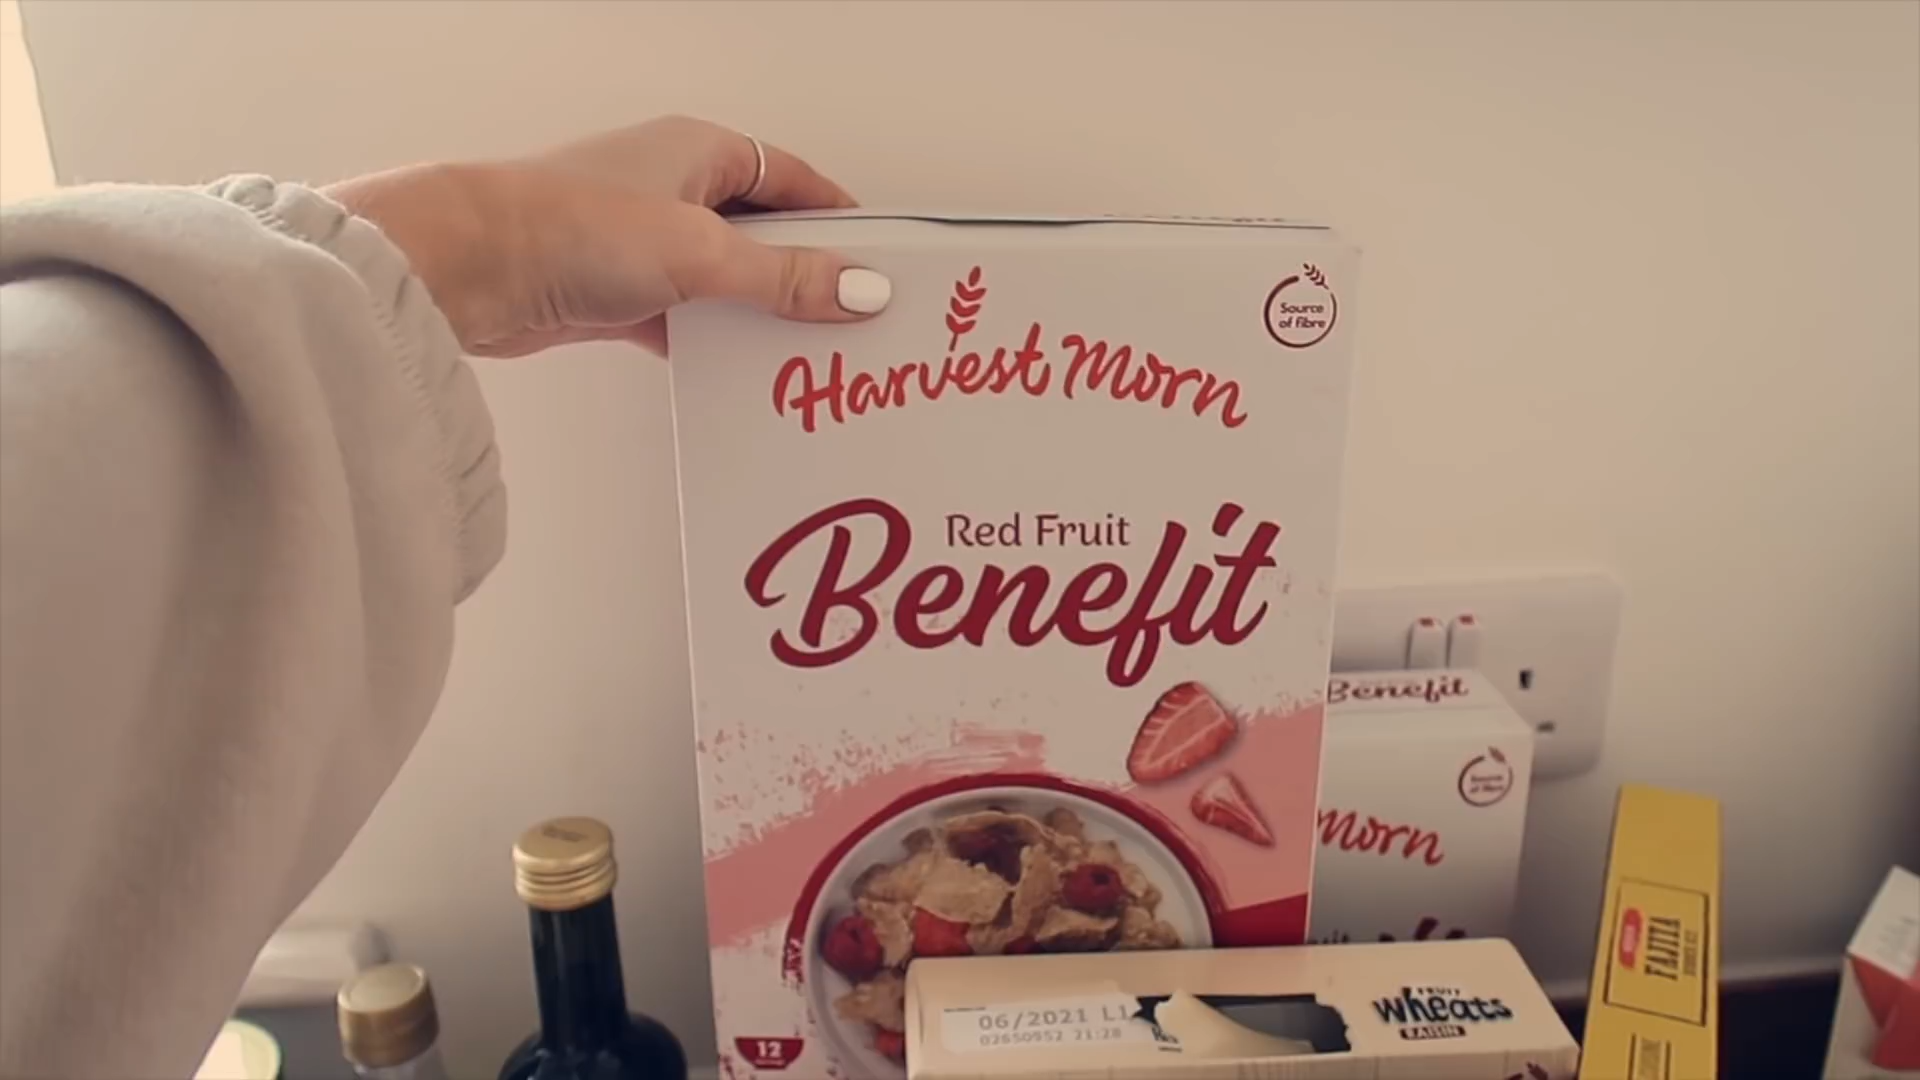 Harvest Morn
Source
of fibre
Red Fruit
Benefit
Benefit
Source
of fibre
Morn
06/2021 L1
02650552 21:28
FRUIT
wheats
RAISIN
FAJITA
12